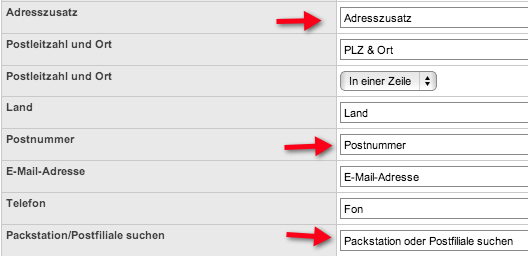 Adresszusatz Adresszusatz
Postleitzahl und Ort PLZ & Ort
Postleitzahl und Ort In einer Zeile
Land Land
Postnummer Postnummer
E-Mail-Adresse E-Mail-Adresse
Telefon Fon
Packstation/Postfiliale suchen Packstation oder Postfiliale suchen